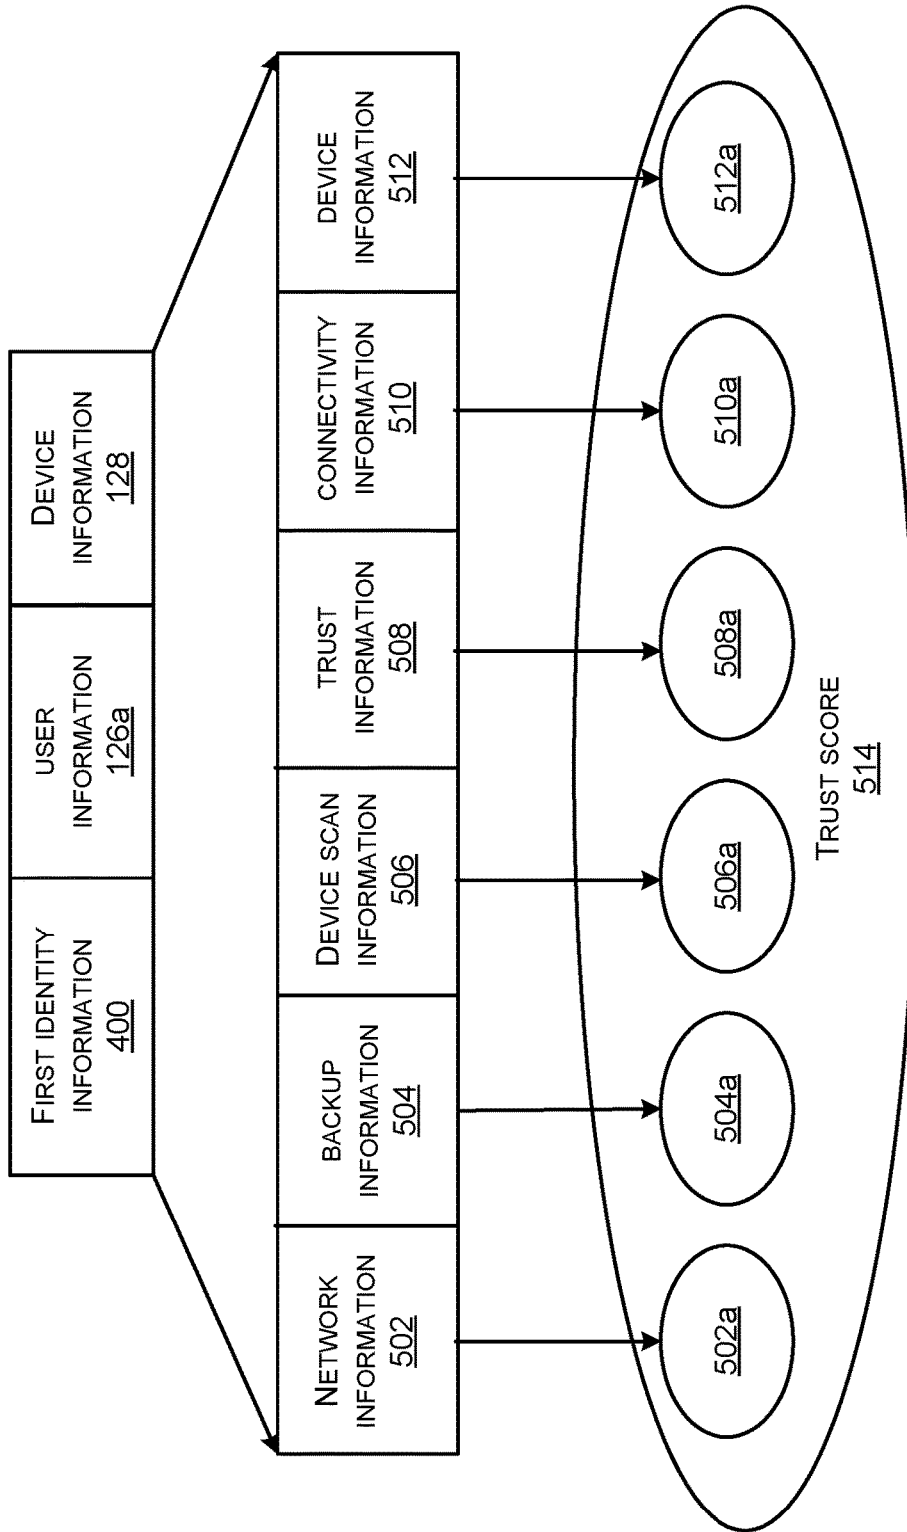 FIRST IDENTITY
INFORMATION
400
USER
INFORMATION
126a
DEVICE
INFORMATION
128
NETWORK
INFORMATION
502
BACKUP
INFORMATION
504
DEVICE SCAN
INFORMATION
506
TRUST
INFORMATION
508
CONNECTIVITY
INFORMATION
510
DEVICE
INFORMATION
512
502a
504a
506a
508a
510a
512a
TRUST SCORE
514